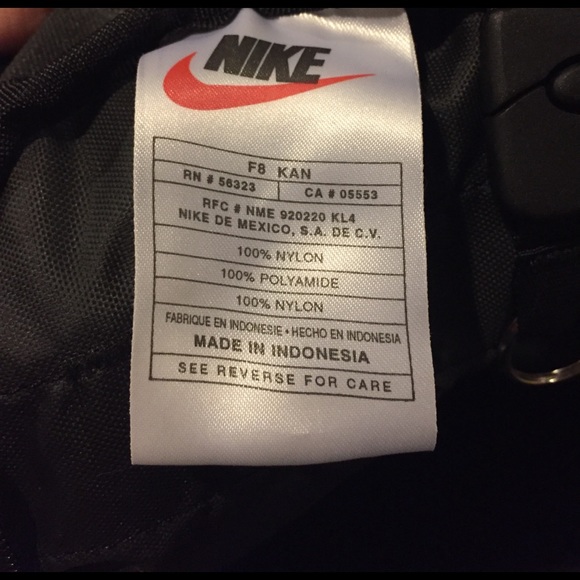 NIKE
F8 KAN
RN # 56323 CA # 05553
RFC # NME 920220 KL4
NIKE DE MEXICO, S.A. DE C.V.
100% NYLON
100% POLYAMIDE
100% NYLON
FABRIQUE EN INDONESIE • HECHO EN INDONESIA
MADE IN INDONESIA
SEE REVERSE FOR CARE